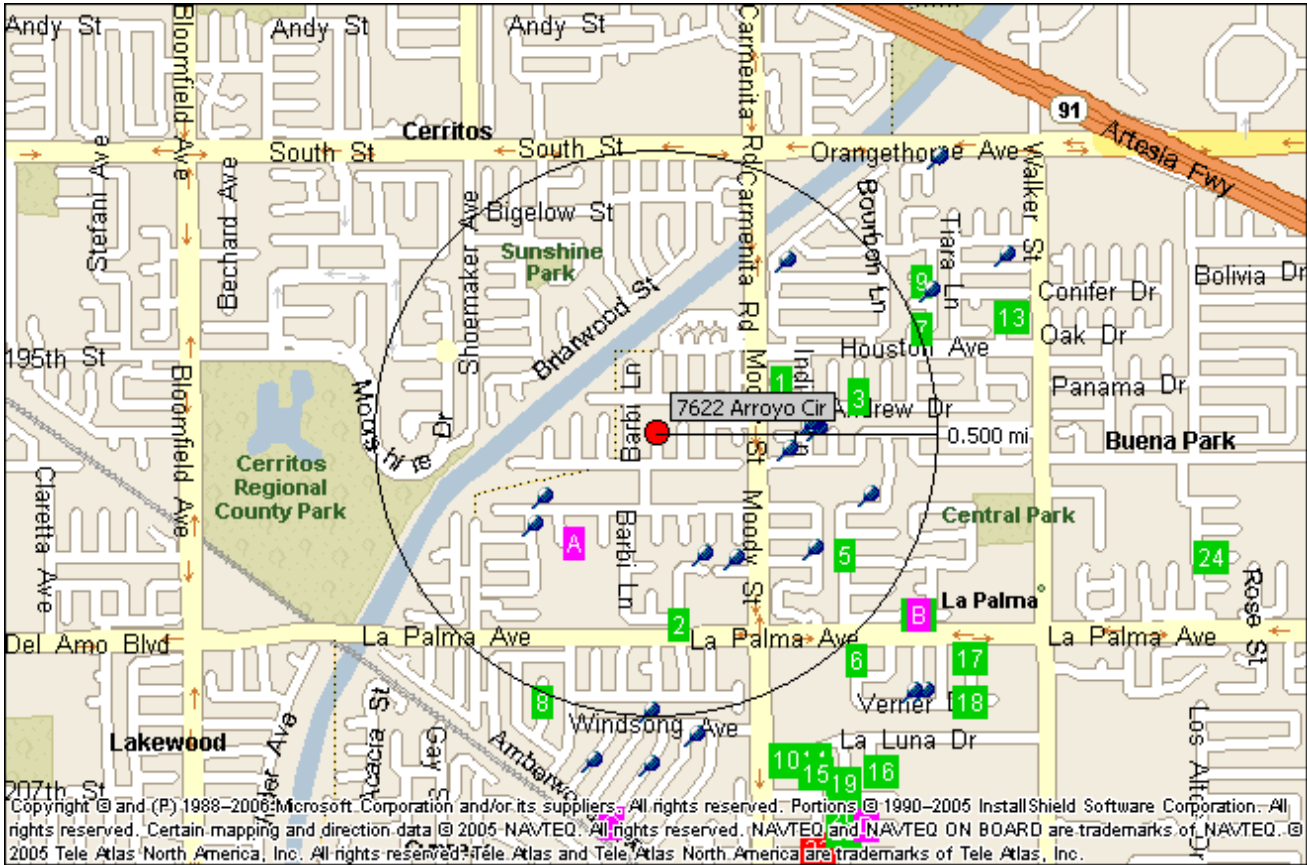 Andy St
Andy St
Andy St
Bloomfield Ave
Carmenita Rd
91
Artesia Fwy
Cerritos
South St
South St
Orangethorpe Ave
Walker St
Stefani Ave
Bechard Ave
Shoemaker Ave
Bigelow St
Carmenita Rd
Bourbon Ln
Tiara Ln
Sunshine
Park
Bolivia Dr
9
Conifer Dr
Briarwood St
13
7
Oak Dr
195th St
Houston Ave
Moody St
Panama Dr
1
3
Barbi Ln
7622 Arroyo Cir
Andrew Dr
0.500 mi
Buena Park
Bloomfield Ave
Moorshire Dr
Cerritos
Regional
County Park
Claretta Ave
Moody St
Central Park
A
Barbi Ln
5
24
Rose St
La Palma
B
2
Del Amo Blvd
La Palma Ave
La Palma Ave
La Palma Ave
6
17
8
18
Verner D
Windsong Ave
Acacia St
Lakewood
La Luna Dr
10
14
15
19
16
207th St
Copyright © and (P) 1988–2006 Microsoft Corporation and/or its suppliers. All rights reserved. Portions © 1990–2005 InstallShield Software Corporation. All
rights reserved. Certain mapping and direction data © 2005 NAVTEQ. All rights reserved. NAVTEQ and NAVTEQ ON BOARD are trademarks of NAVTEQ. ©
2005 Tele Atlas North America, Inc. All rights reserved. Tele Atlas and Tele Atlas North America are trademarks of Tele Atlas, Inc.